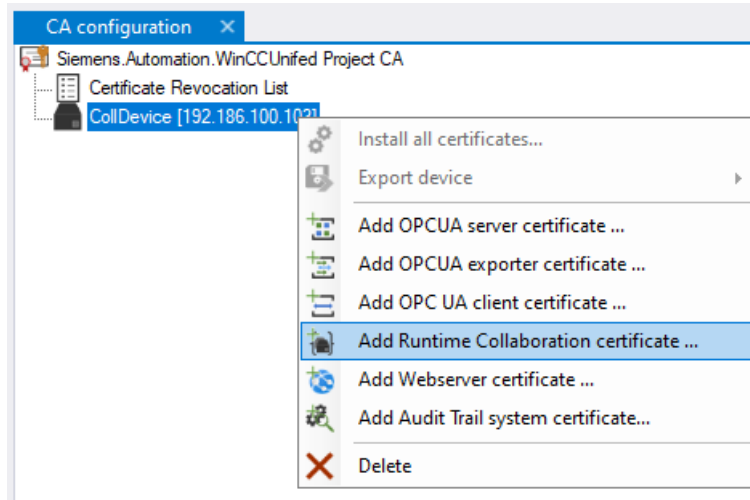 CA configuration ×
Siemens.Automation.WinCCUnifed Project CA
Certificate Revocation List
CollDevice [192.186.100.102]
Install all certificates...
Export device
Add OPCUA server certificate ...
Add OPCUA exporter certificate ...
Add OPC UA client certificate ...
Add Runtime Collaboration certificate ...
Add Webserver certificate ...
Add Audit Trail system certificate...
Delete